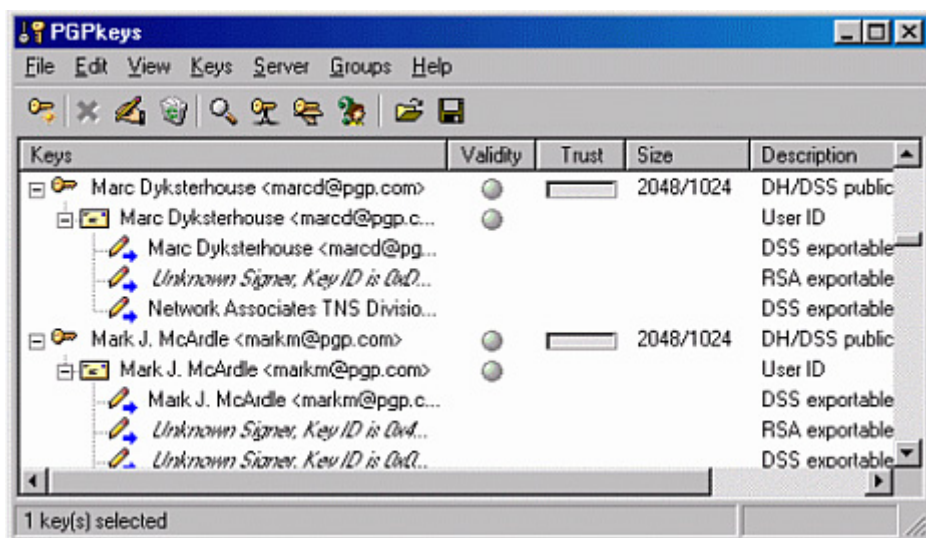 PGPkeys
File Edit View Keys Server Groups Help
Keys Validity Trust Size Description
Marc Dyksterhouse <marcd@pgp.com> 2048/1024 DH/DSS public
Marc Dyksterhouse <marcd@pgp.c... User ID
Marc Dyksterhouse <marcd@pg... DSS exportable
Unknown Signer, Key ID is 0xD... RSA exportable
Network Associates TNS Divisio... DSS exportable
Mark J. McArdle <markm@pgp.com> 2048/1024 DH/DSS public
Mark J. McArdle <markm@pgp.com> User ID
Mark J. McArdle <markm@pgp.c... DSS exportable
Unknown Signer, Key ID is 0x4... RSA exportable
Unknown Signer, Key ID is 0x0... DSS exportable
1 key(s) selected